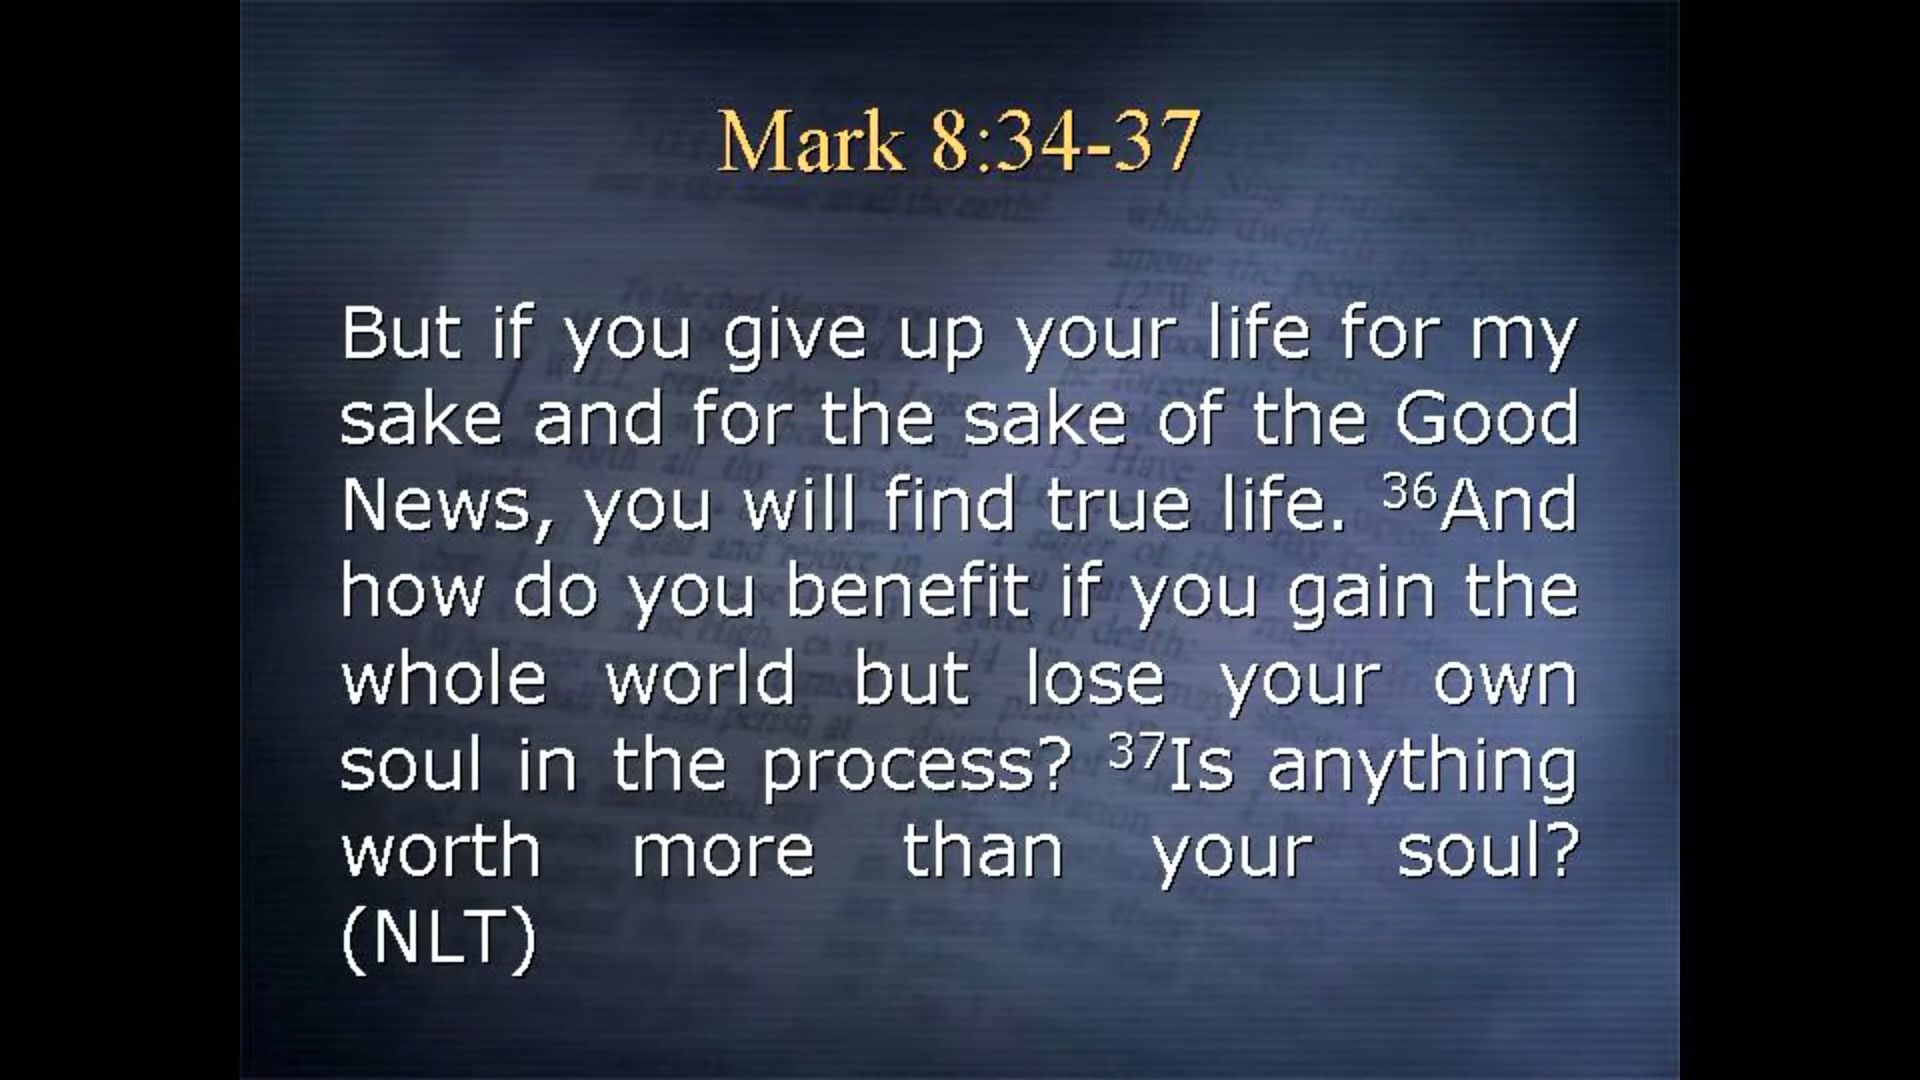 Mark 8:34-37
But if you give up your life for my
sake and for the sake of the Good
News, you will find true life. ³⁶And
how do you benefit if you gain the
whole world but lose your own
soul in the process? ³⁷Is anything
worth more than your soul?
(NLT)